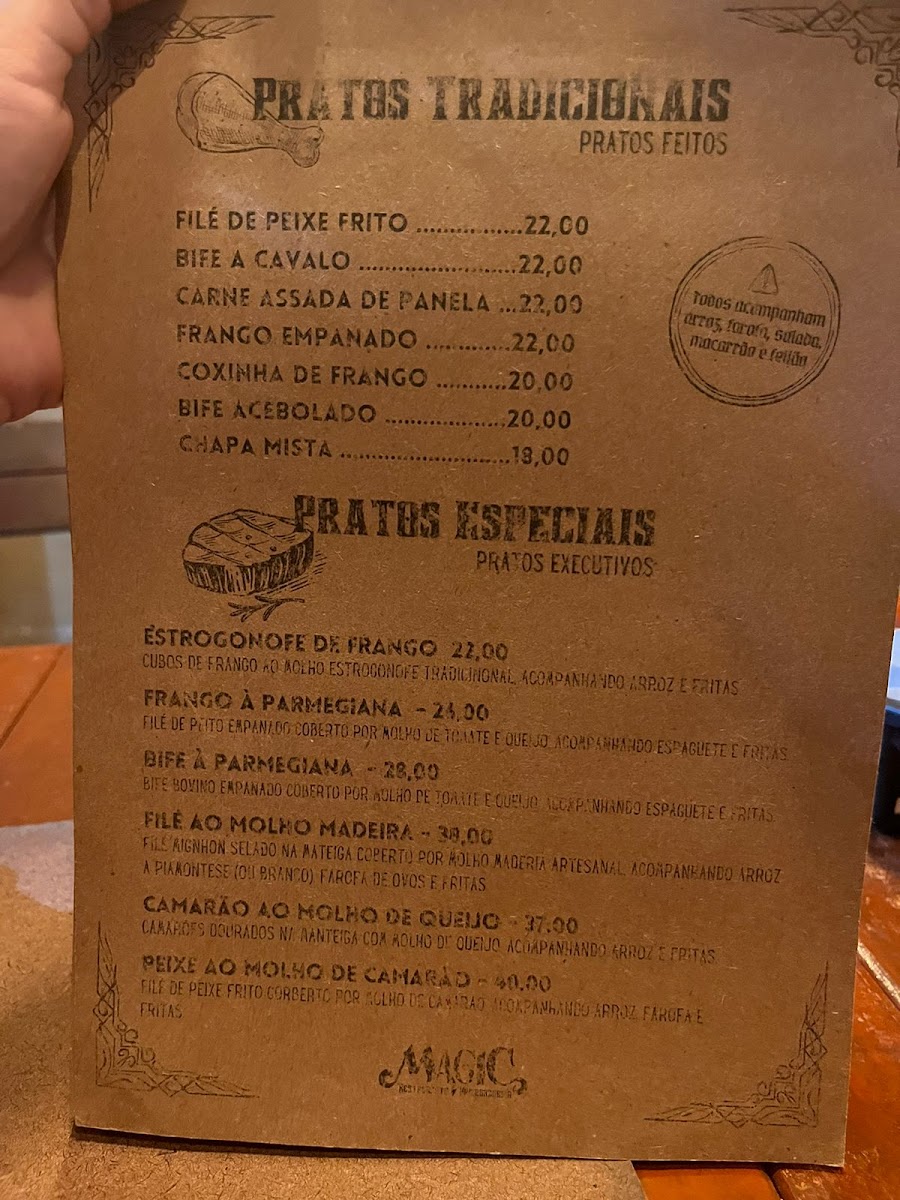 PRATOS TRADICIONAIS
PRATOS FEITOS
FILÉ DE PEIXE FRITO ................22,00
BIFE A CAVALO ........................22,00
CARNE ASSADA DE PANELA ...22,00
FRANGO EMPANADO .............22,00
COXINHA DE FRANGO ...........20,00
BIFE ACEBOLADO ......................20,00
CHAPA MISTA ..........................18,00
Todos acompanham
arroz, farofa, salada,
macarrão e feijão
PRATOS ESPECIAIS
PRATOS EXECUTIVOS
ESTROGONOFE DE FRANGO 22,00
CUBOS DE FRANGO AO MOLHO ESTROGONOFE TRADICINONAL, ACOMPANHANDO ARROZ E FRITAS
FRANGO À PARMEGIANA - 24,00
FILÉ DE PEITO EMPANADO COBERTO POR MOLHO DE TOMATE E QUEIJO, ACOMPANHANDO ESPAGUETE E FRITAS
BIFE À PARMEGIANA - 28,00
BIFE BOVINO EMPANADO COBERTO POR MOLHO DE TOMATE E QUEIJO, ACOMPANHANDO ESPAGUETE E FRITAS
FILÉ AO MOLHO MADEIRA - 38,00
FILÉ MIGNHON SELADO NA MATEIGA COBERTO POR MOLHO MADERIA ARTESANAL, ACOMPANHANDO ARROZ
A PIAMONTESE (OU BRANCO), FAROFA DE OVOS E FRITAS
CAMARÃO AO MOLHO DE QUEIJO - 37.00
CAMARÕES DOURADOS NA MANTEIGA COM MOLHO DE QUEIJO, ACOMPANHANDO ARROZ E FRITAS
PEIXE AO MOLHO DE CAMARÃO - 40.00
FILÉ DE PEIXE FRITO CORBERTO POR MOLHO DE CAMARÃO, ACOMPANHANDO ARROZ, FAROFA E
FRITAS
MAGIC